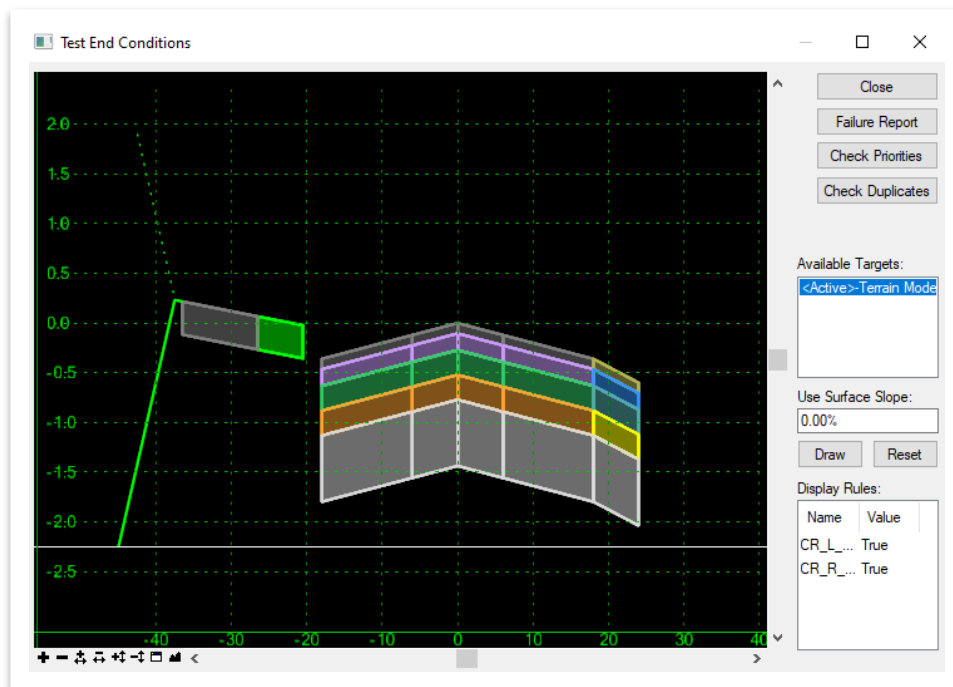 Test End Conditions
Close
Failure Report
Check Priorities
Check Duplicates
Available Targets:
<Active>-Terrain Mode
Use Surface Slope:
0.00%
Draw Reset
Display Rules:
Name Value
CR_L_... True
CR_R_... True
2.0
1.5
1.0
0.5
0.0
-0.5
-1.0
-1.5
-2.0
-2.5
-40 -30 -20 -10 0 10 20 30 40